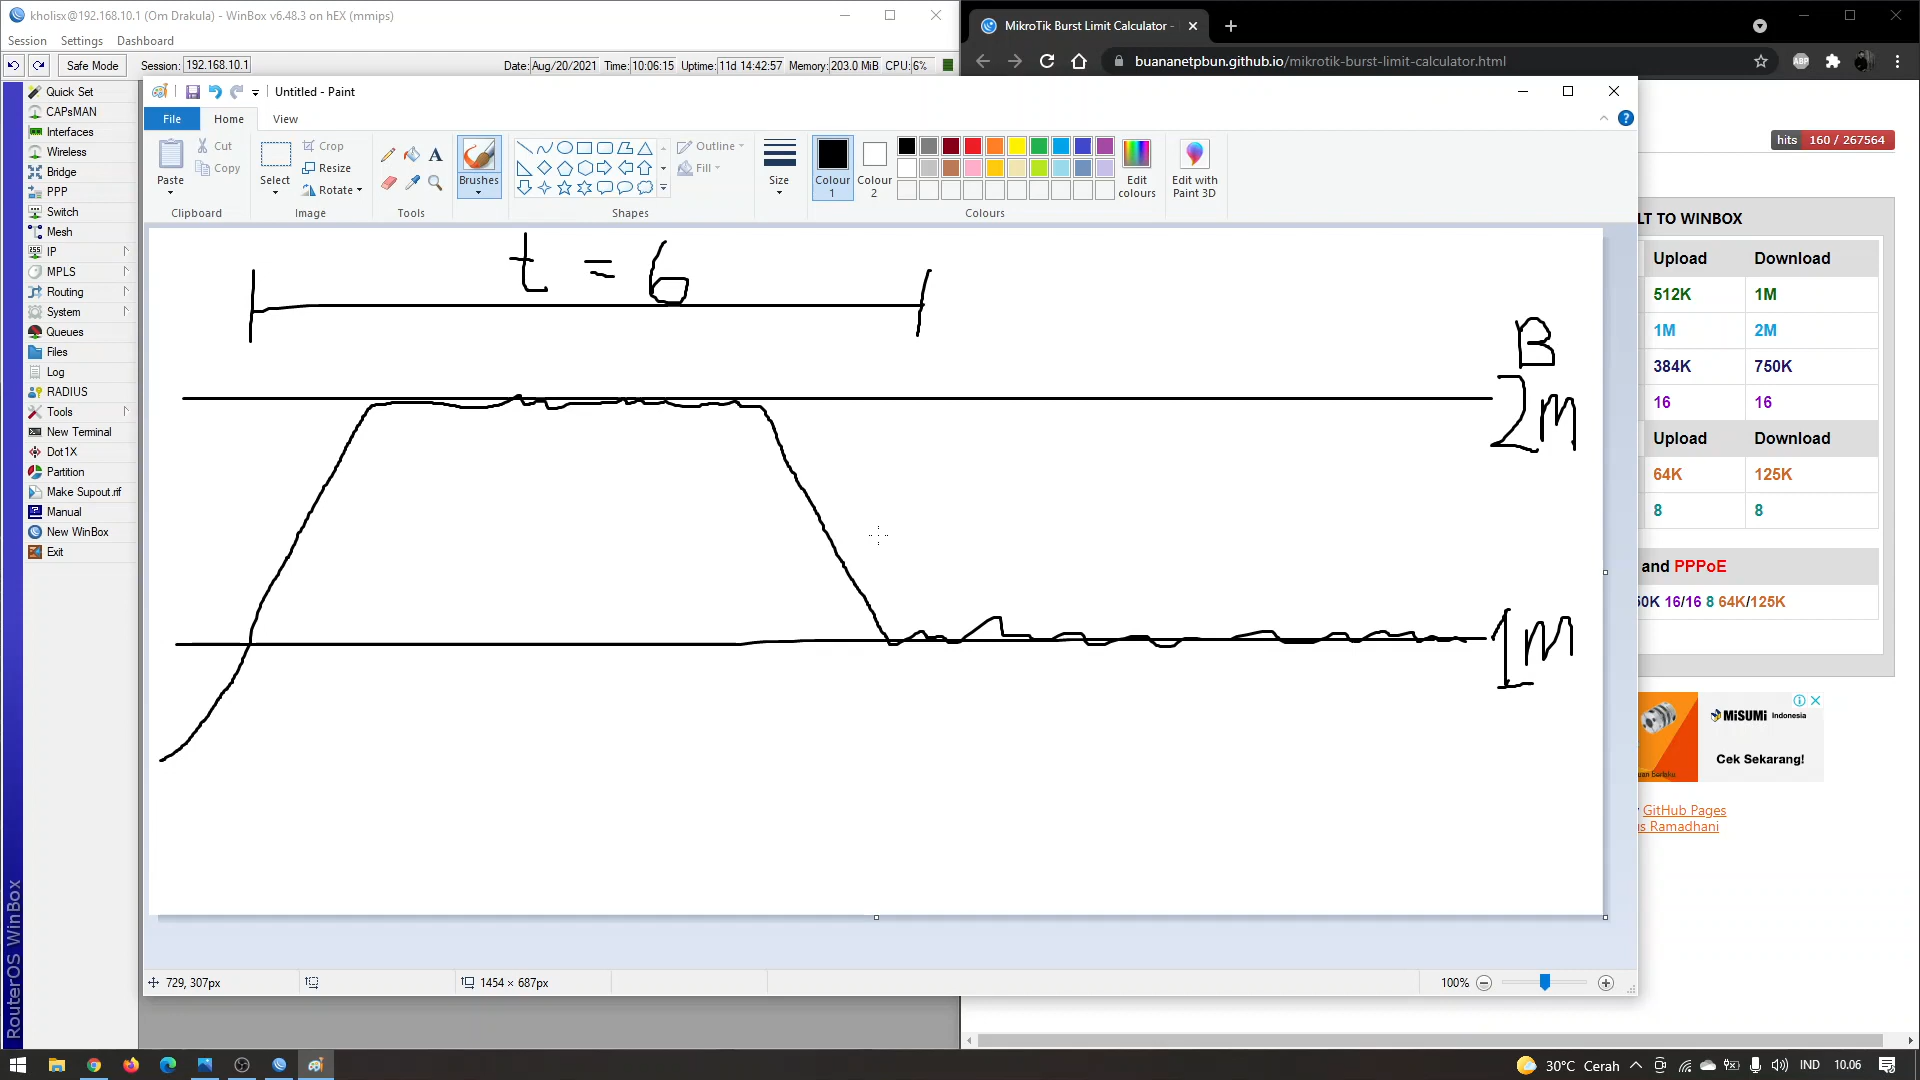 kholisx@192.168.10.1 (Om Drakula) - WinBox v6.48.3 on hEX (mmips)
Session Settings Dashboard
Safe Mode Session: 192.168.10.1 Date: Aug/20/2021 Time: 10:06:15 Uptime: 11d 14:42:57 Memory: 203.0 MiB CPU: 6%
Quick Set
CAPsMAN
Interfaces
Wireless
Bridge
PPP
Switch
Mesh
IP
MPLS
Routing
System
Queues
Files
Log
RADIUS
Tools
New Terminal
Dot1X
Partition
Make Supout.rif
Manual
New WinBox
Exit
RouterOS WinBox
Untitled - Paint
File Home View
Paste
Cut
Copy
Clipboard
Select
Crop
Resize
Rotate
Image
A
Tools
Brushes
Outline
Fill
Shapes
Size
Colour 1
Colour 2
Edit colours
Colours
Edit with Paint 3D
t = 6
B
2M
1M
729, 307px
1454 × 687px
100%
MikroTik Burst Limit Calculator -
buananetpbun.github.io/mikrotik-burst-limit-calculator.html
ABP
hits 160 / 267564
LT TO WINBOX
Upload Download
512K 1M
1M 2M
384K 750K
16 16
Upload Download
64K 125K
8 8
and PPPoE
50K 16/16 8 64K/125K
MiSUMi Indonesia
Cek Sekarang!
GitHub Pages
us Ramadhani
30°C Cerah IND 10.06